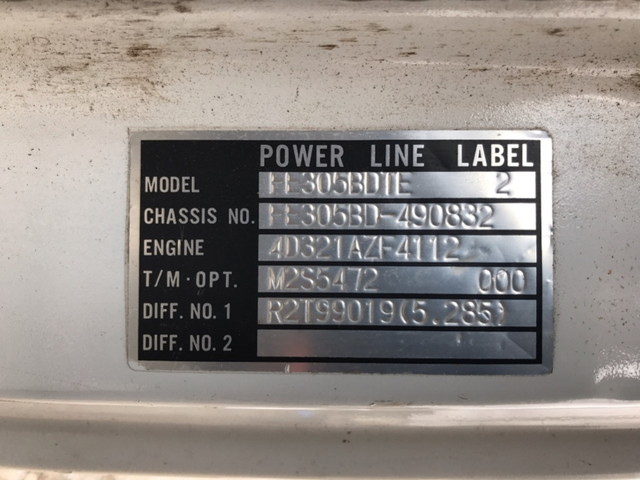 POWER LINE LABEL
MODEL FE305BDTE 2
CHASSIS NO. FE305BD-490832
ENGINE 4D321AZF4112
T/M·OPT. M2S5472 000
DIFF. NO. 1 R2T99019(5.285)
DIFF. NO. 2